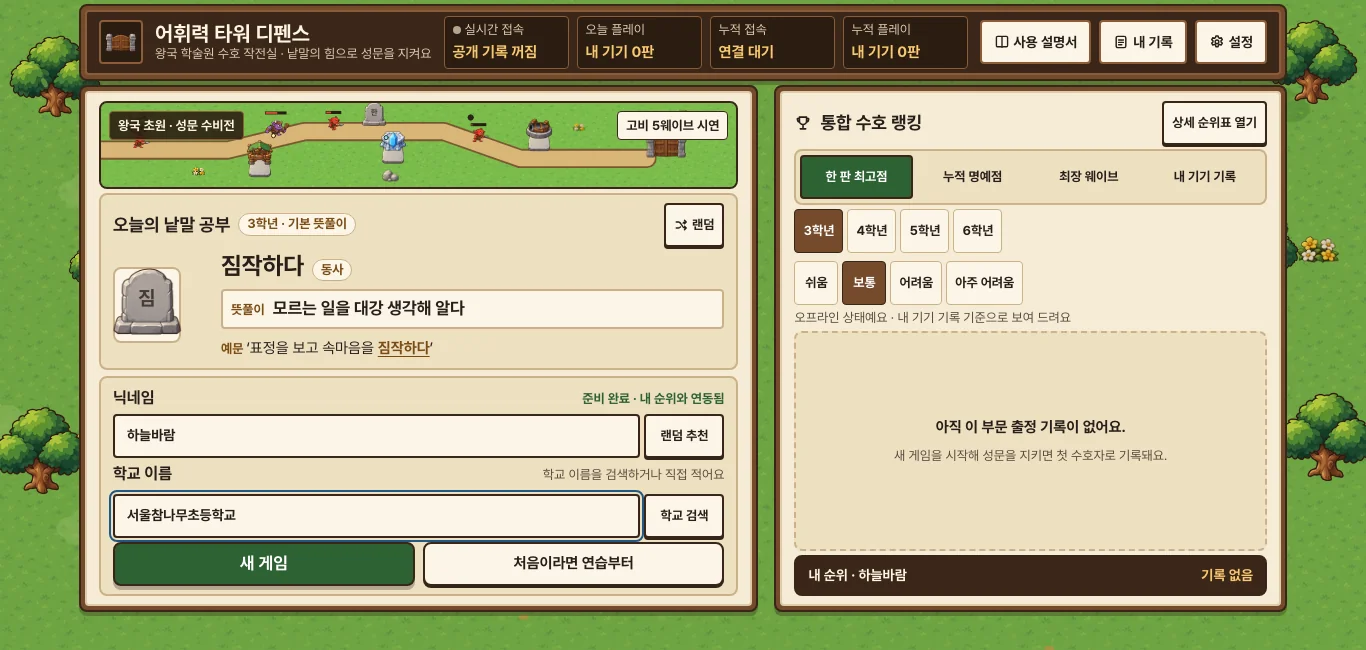 어휘력 타워 디펜스
왕국 학술원 수호 작전실 · 낱말의 힘으로 성문을 지켜요
실시간 접속
공개 기록 꺼짐
오늘 플레이
내 기기 0판
누적 접속
연결 대기
누적 플레이
내 기기 0판
사용 설명서
내 기록
설정
왕국 초원 · 성문 수비전
고비 5웨이브 시연
오늘의 낱말 공부
3학년 · 기본 뜻풀이
랜덤
짐
짐작하다
동사
뜻풀이 모르는 일을 대강 생각해 알다
예문 ‘표정을 보고 속마음을 짐작하다’
닉네임
준비 완료 · 내 순위와 연동됨
하늘바람
랜덤 추천
학교 이름
학교 이름을 검색하거나 직접 적어요
서울참나무초등학교
학교 검색
새 게임
처음이라면 연습부터
통합 수호 랭킹
상세 순위표 열기
한 판 최고점
누적 명예점
최장 웨이브
내 기기 기록
3학년
4학년
5학년
6학년
쉬움
보통
어려움
아주 어려움
오프라인 상태예요 · 내 기기 기록 기준으로 보여 드려요
아직 이 부문 출정 기록이 없어요.
새 게임을 시작해 성문을 지키면 첫 수호자로 기록돼요.
내 순위 · 하늘바람
기록 없음